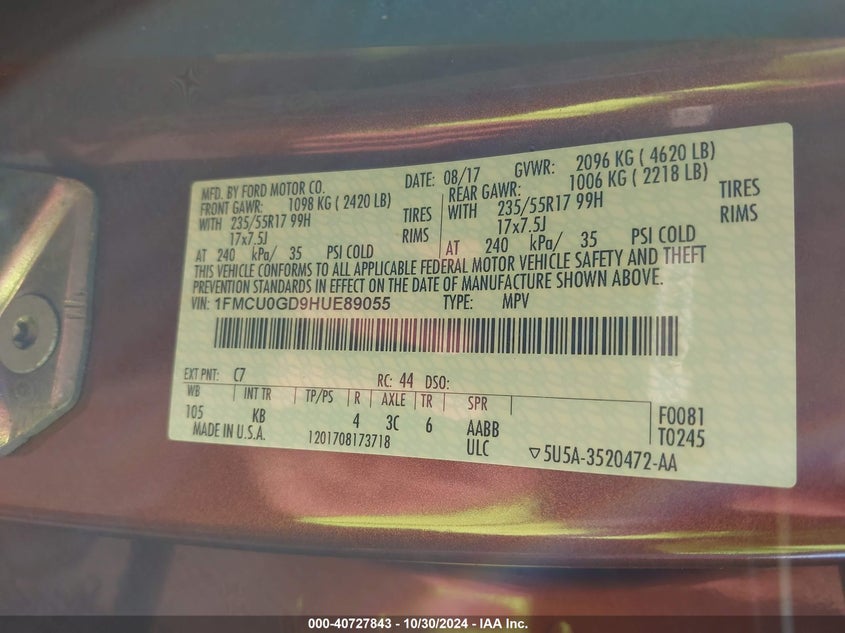 MFD. BY FORD MOTOR CO. DATE: 08/17 GVWR: 2096 KG ( 4620 LB)
FRONT GAWR: 1098 KG ( 2420 LB) REAR GAWR: 1006 KG ( 2218 LB)
WITH 235/55R17 99H TIRES WITH 235/55R17 99H TIRES
17x7.5J RIMS 17x7.5J RIMS
AT 240 kPa/ 35 PSI COLD AT 240 kPa/ 35 PSI COLD
THIS VEHICLE CONFORMS TO ALL APPLICABLE FEDERAL MOTOR VEHICLE SAFETY AND THEFT
PREVENTION STANDARDS IN EFFECT ON THE DATE OF MANUFACTURE SHOWN ABOVE.
VIN: 1FMCU0GD9HUE89055 TYPE: MPV
EXT PNT: C7 RC: 44 DSO:
WB INT TR TP/PS R AXLE TR SPR
105 KB 4 3C 6 AABB F0081
MADE IN U.S.A. 1201708173718 ULC T0245
▽5U5A-3520472-AA
000-40727843 - 10/30/2024 - IAA Inc.